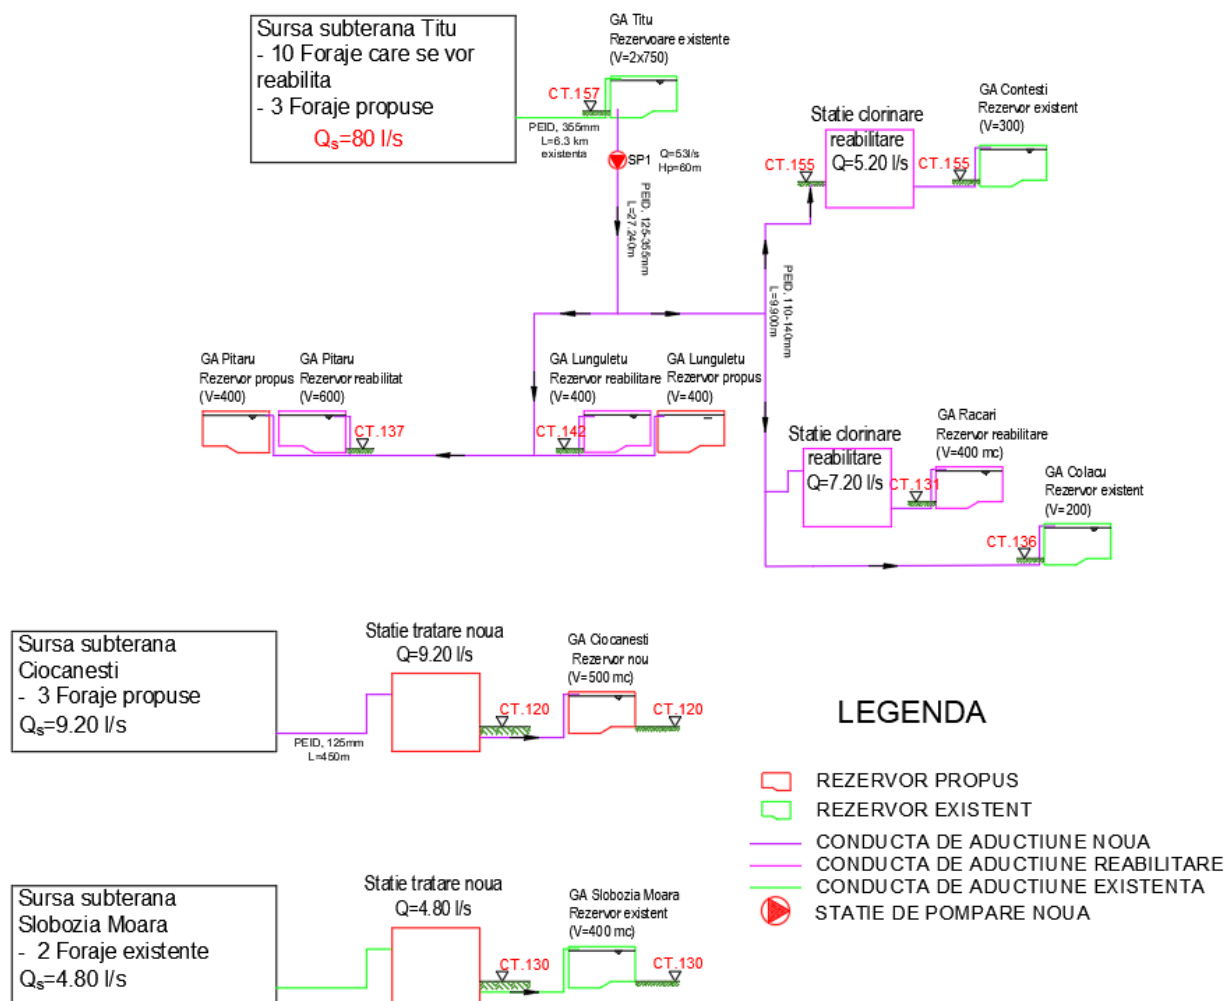 Sursa subterana Titu
- 10 Foraje care se vor
reabilita
- 3 Foraje propuse
Qs=80 l/s
GA Titu
Rezervoare existente
(V=2x750)
CT.157
PEID, 355mm
L=6.3 km
existenta
SP1
Q=53l/s
Hp=60m
PEID, 125-355mm
L=27.240m
Statie clorinare
reabilitare
Q=5.20 l/s
CT.155
CT.155
GA Contesti
Rezervor existent
(V=300)
PEID, 110-140mm
L=9.900m
GA Pitaru
Rezervor propus
(V=400)
GA Pitaru
Rezervor reabilitat
(V=600)
CT.137
GA Lunguletu
Rezervor reabilitare
(V=400)
CT.142
GA Lunguletu
Rezervor propus
(V=400)
Statie clorinare
reabilitare
Q=7.20 l/s
CT.131
GA Racari
Rezervor reabilitare
(V=400 mc)
GA Colacu
Rezervor existent
(V=200)
CT.136
Sursa subterana
Ciocanesti
- 3 Foraje propuse
Qs=9.20 l/s
PEID, 125mm
L=450m
Statie tratare noua
Q=9.20 l/s
CT.120
GA Ciocanesti
Rezervor nou
(V=500 mc)
CT.120
Sursa subterana
Slobozia Moara
- 2 Foraje existente
Qs=4.80 l/s
Statie tratare noua
Q=4.80 l/s
CT.130
GA Slobozia Moara
Rezervor existent
(V=400 mc)
CT.130
LEGENDA
REZERVOR PROPUS
REZERVOR EXISTENT
CONDUCTA DE ADUCTIUNE NOUA
CONDUCTA DE ADUCTIUNE REABILITARE
CONDUCTA DE ADUCTIUNE EXISTENTA
STATIE DE POMPARE NOUA